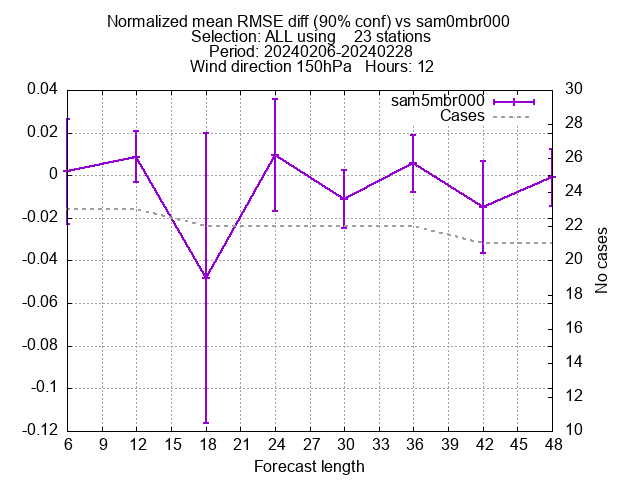 Normalized mean RMSE diff (90% conf) vs sam0mbr000
Selection: ALL using    23 stations
Period: 20240206-20240228
Wind direction 150hPa   Hours: 12
sam5mbr000
Cases
0.04
0.02
0
-0.02
-0.04
-0.06
-0.08
-0.1
-0.12
30
28
26
24
22
20
18
16
14
12
10
No cases
6 9 12 15 18 21 24 27 30 33 36 39 42 45 48
Forecast length